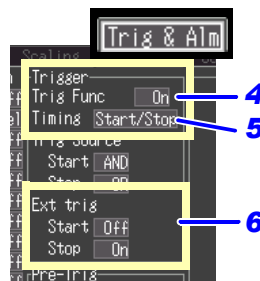 Trig & Alm
Scaling
Trigger
Trig Func On 4
Timing Start/Stop 5
Trig Source
Start AND
Stop OR
Ext trig 6
Start Off
Stop On
Pre-Trig